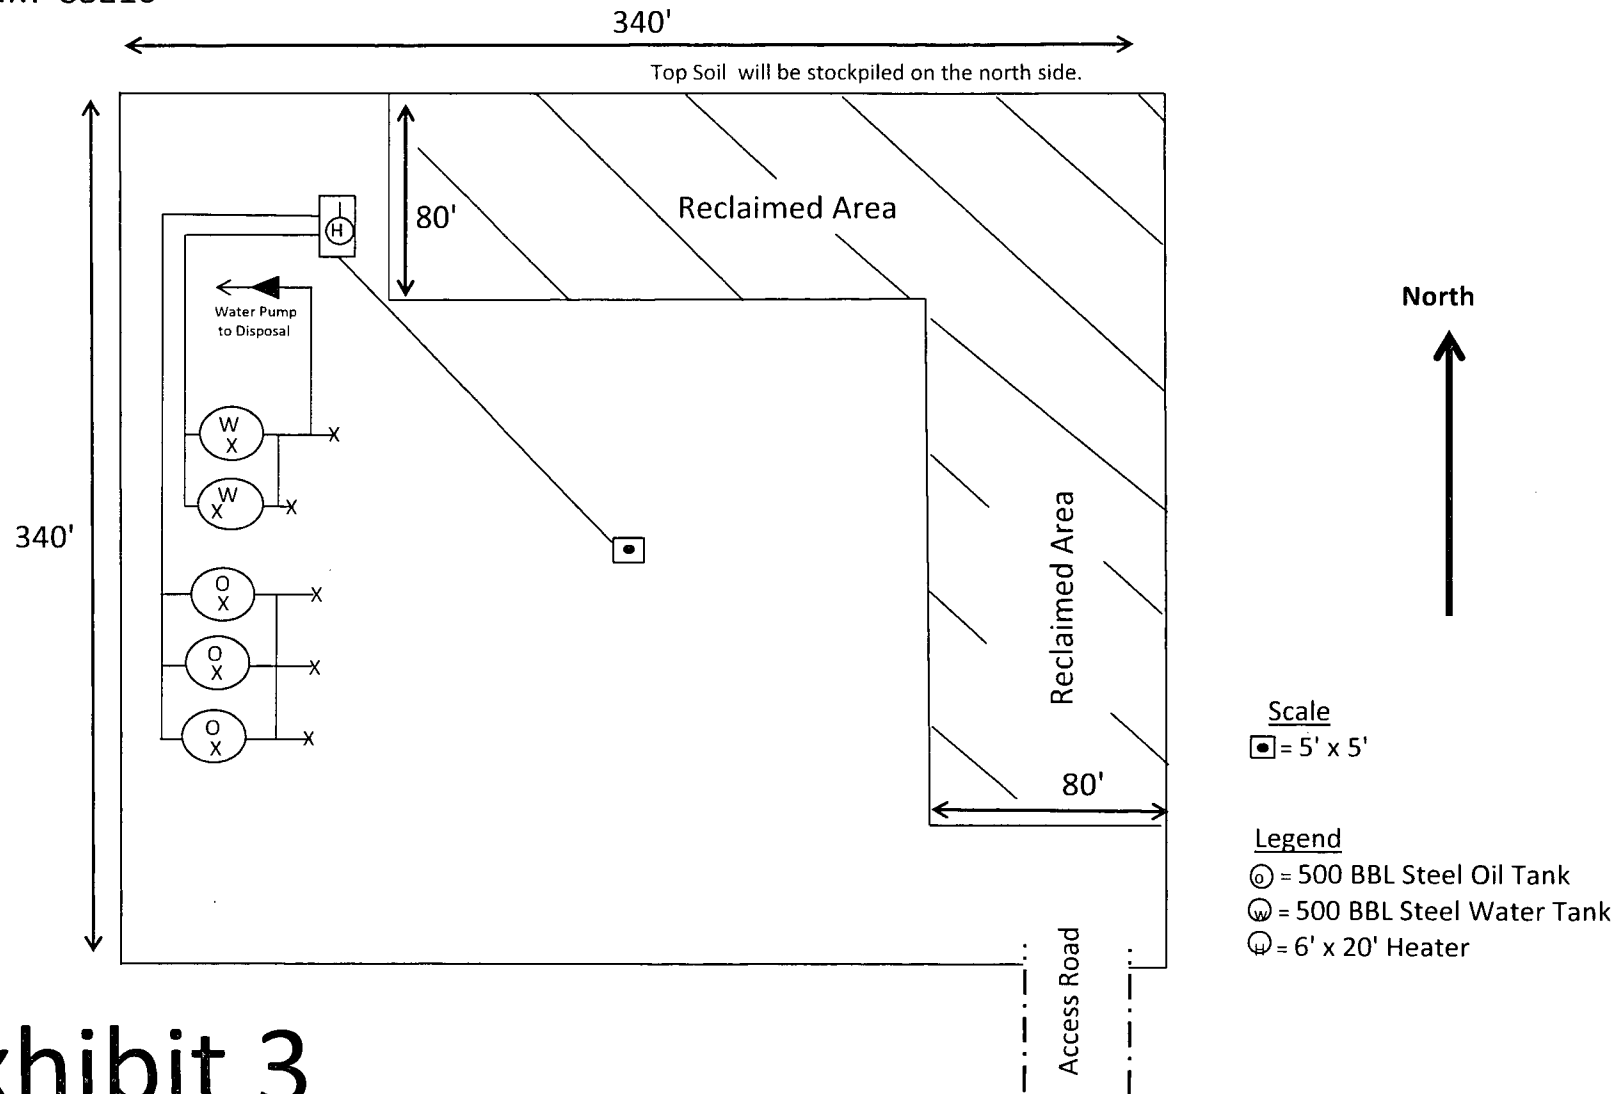 340'
Top Soil will be stockpiled on the north side.
80'
Reclaimed Area
H
North
Water Pump
to Disposal
W
X
X
W
X
X
340'
Reclaimed Area
O
X
X
O
X
X
O
X
X
Scale
= 5' x 5'
80'
Legend
O = 500 BBL Steel Oil Tank
W = 500 BBL Steel Water Tank
H = 6' x 20' Heater
Access Road
xhibit 3